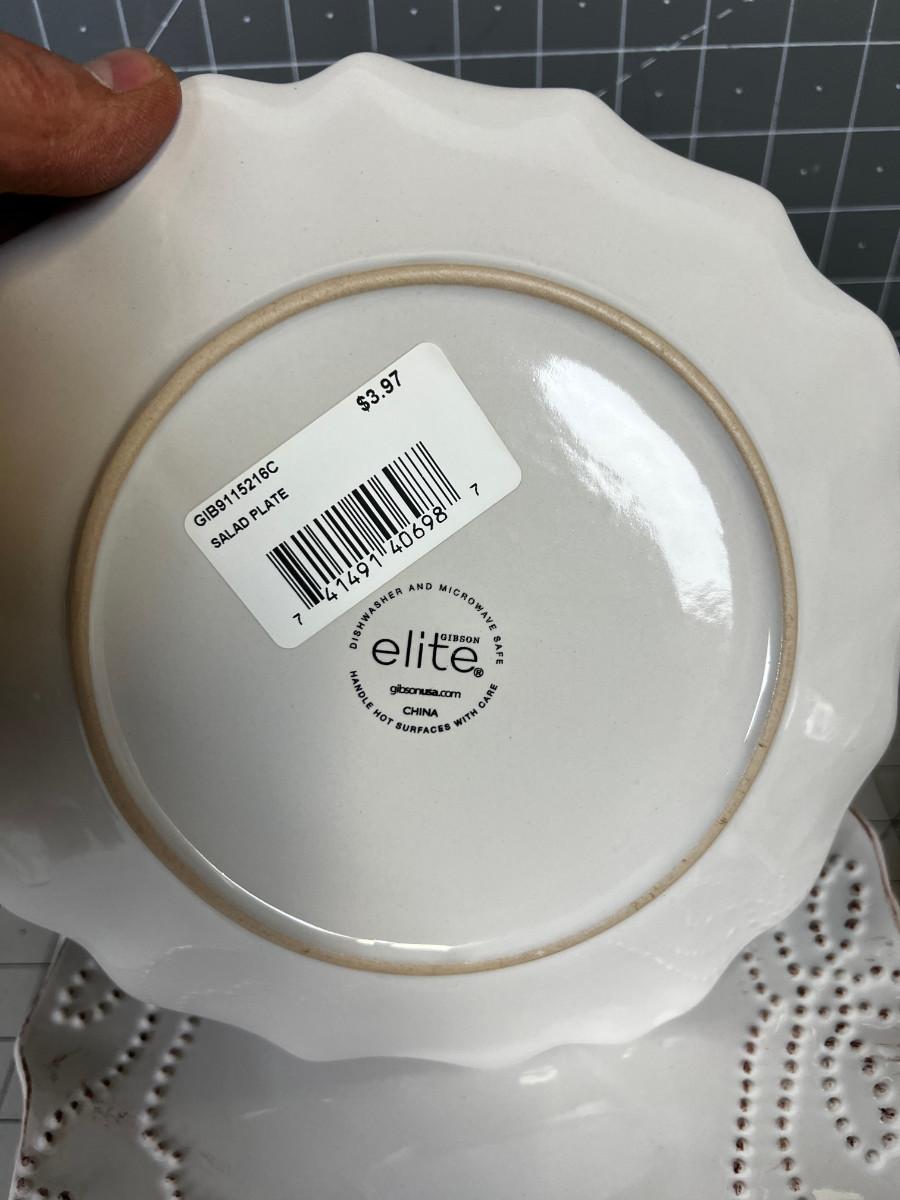 $3.97
GIB9115216C
SALAD PLATE
7 41491 40698 7
DISHWASHER AND MICROWAVE SAFE
GIBSON
elite®
gibsonusa.com
CHINA
HANDLE HOT SURFACES WITH CARE